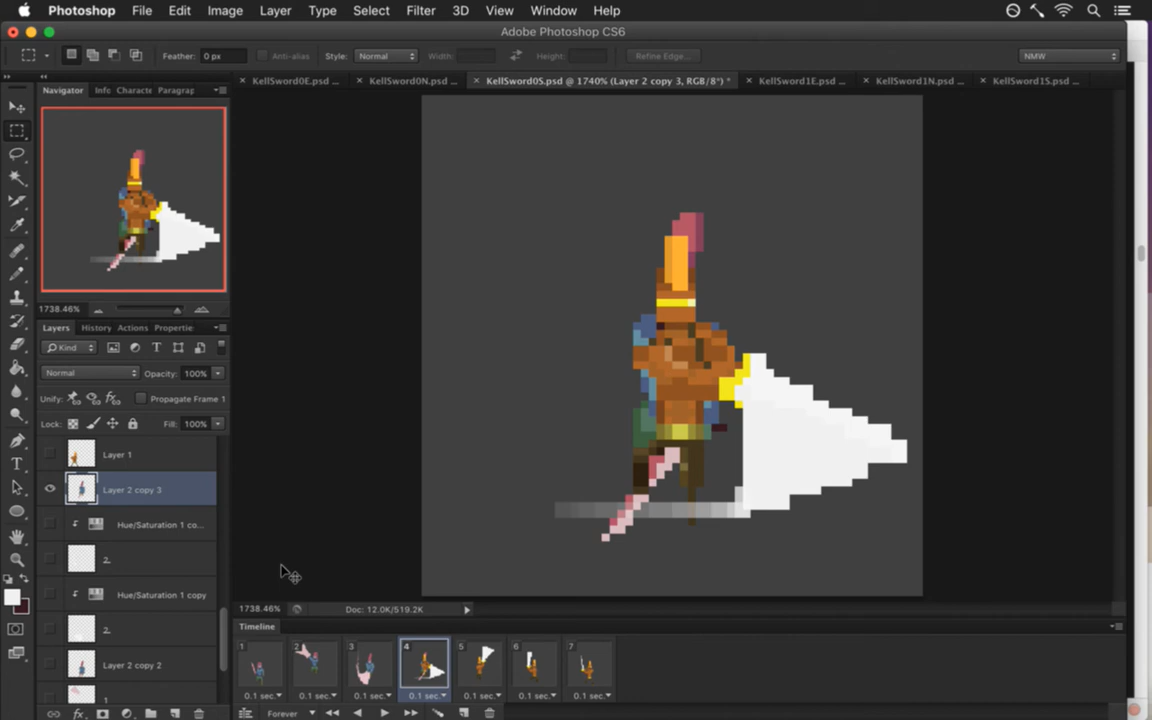 Photoshop File Edit Image Layer Type Select Filter 3D View Window Help
Adobe Photoshop CS6
Feather: 0 px Anti-alias Style: Normal Width: Height: Refine Edge... NMW
KellSword0E.psd ... KellSword0N.psd ... KellSword0S.psd @ 1740% (Layer 2 copy 3, RGB/8*) * KellSword1E.psd ... KellSword1N.psd ... KellSword1S.psd ...
Navigator Info Characte Paragrap
1738.46%
Layers History Actions Propertie
Kind
Normal Opacity: 100%
Unify: Propagate Frame 1
Lock: Fill: 100%
Layer 1
Layer 2 copy 3
Hue/Saturation 1 co...
2.
Hue/Saturation 1 copy
2.
Layer 2 copy 2
1
1738.46% Doc: 12.0K/519.2K
Timeline
1 2 3 4 5 6 7
0.1 sec. 0.1 sec. 0.1 sec. 0.1 sec. 0.1 sec. 0.1 sec. 0.1 sec.
Forever